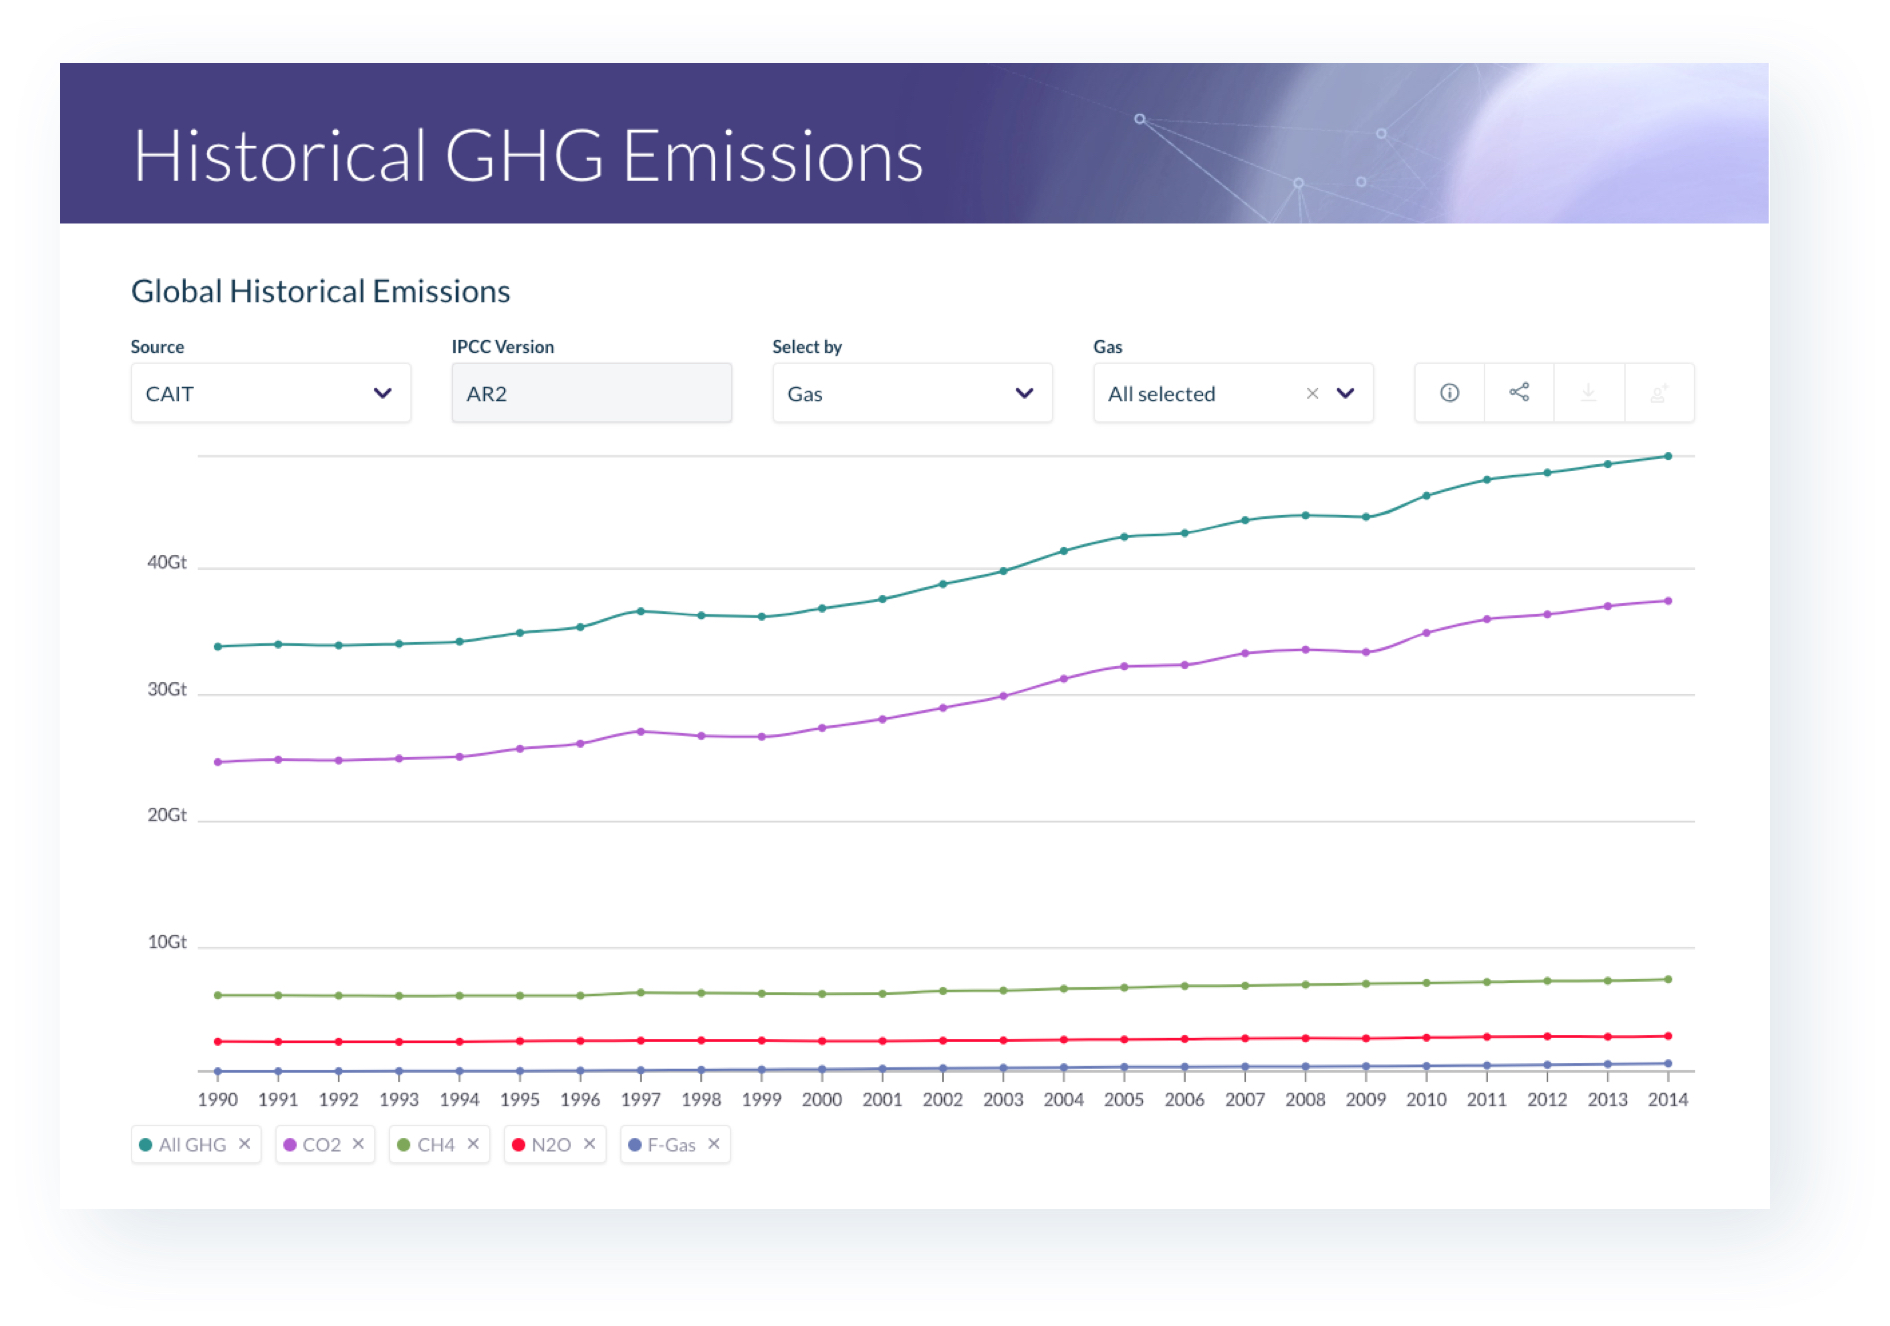 Historical GHG Emissions
Global Historical Emissions
Source IPCC Version Select by Gas
CAIT AR2 Gas All selected
40Gt
30Gt
20Gt
10Gt
1990 1991 1992 1993 1994 1995 1996 1997 1998 1999 2000 2001 2002 2003 2004 2005 2006 2007 2008 2009 2010 2011 2012 2013 2014
All GHG CO2 CH4 N2O F-Gas